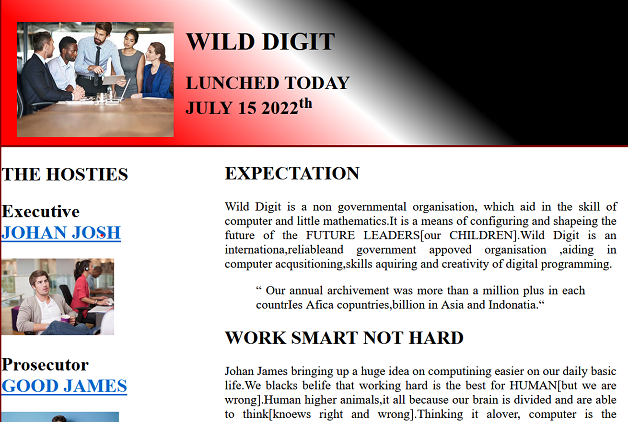 WILD DIGIT
LUNCHED TODAY
JULY 15 2022th
THE HOSTIES
Executive
JOHAN JOSH
Prosecutor
GOOD JAMES
EXPECTATION
Wild Digit is a non governmental organisation, which aid in the skill of
computer and little mathematics.It is a means of configuring and shapeing the
future of the FUTURE LEADERS[our CHILDREN].Wild Digit is an
internationa,reliableand government appoved organisation ,aiding in
computer acqusitioning,skills aquiring and creativity of digital programming.
“ Our annual archivement was more than a million plus in each
countrIes Afica copuntries,billion in Asia and Indonatia.“
WORK SMART NOT HARD
Johan James bringing up a huge idea on computining easier on our daily basic
life.We blacks belife that working hard is the best for HUMAN[but we are
wrong].Human higher animals,it all because our brain is divided and are able
to think[knoews right and wrong].Thinking it alover, computer is the